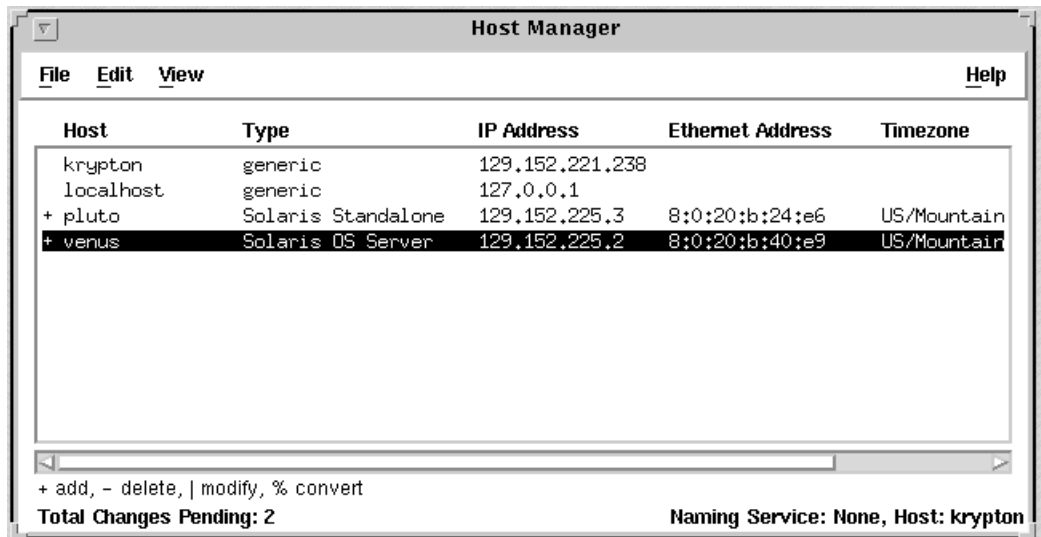 Host Manager
File Edit View Help
Host Type IP Address Ethernet Address Timezone
krypton generic 129.152.221.238
localhost generic 127.0.0.1
+ pluto Solaris Standalone 129.152.225.3 8:0:20:b:24:e6 US/Mountain
+ venus Solaris OS Server 129.152.225.2 8:0:20:b:40:e9 US/Mountain
+ add, – delete, | modify, % convert
Total Changes Pending: 2 Naming Service: None, Host: krypton